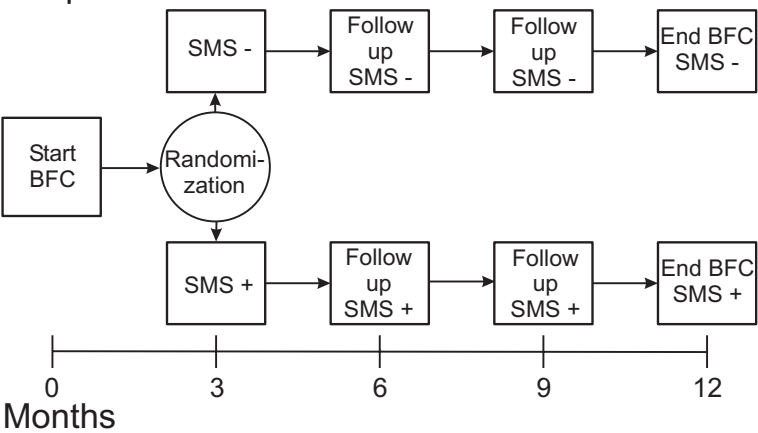 SMS -
Follow
up
SMS -
Follow
up
SMS -
End BFC
SMS -
Start
BFC
Randomi-
zation
SMS +
Follow
up
SMS +
Follow
up
SMS +
End BFC
SMS +
0
3
6
9
12
Months